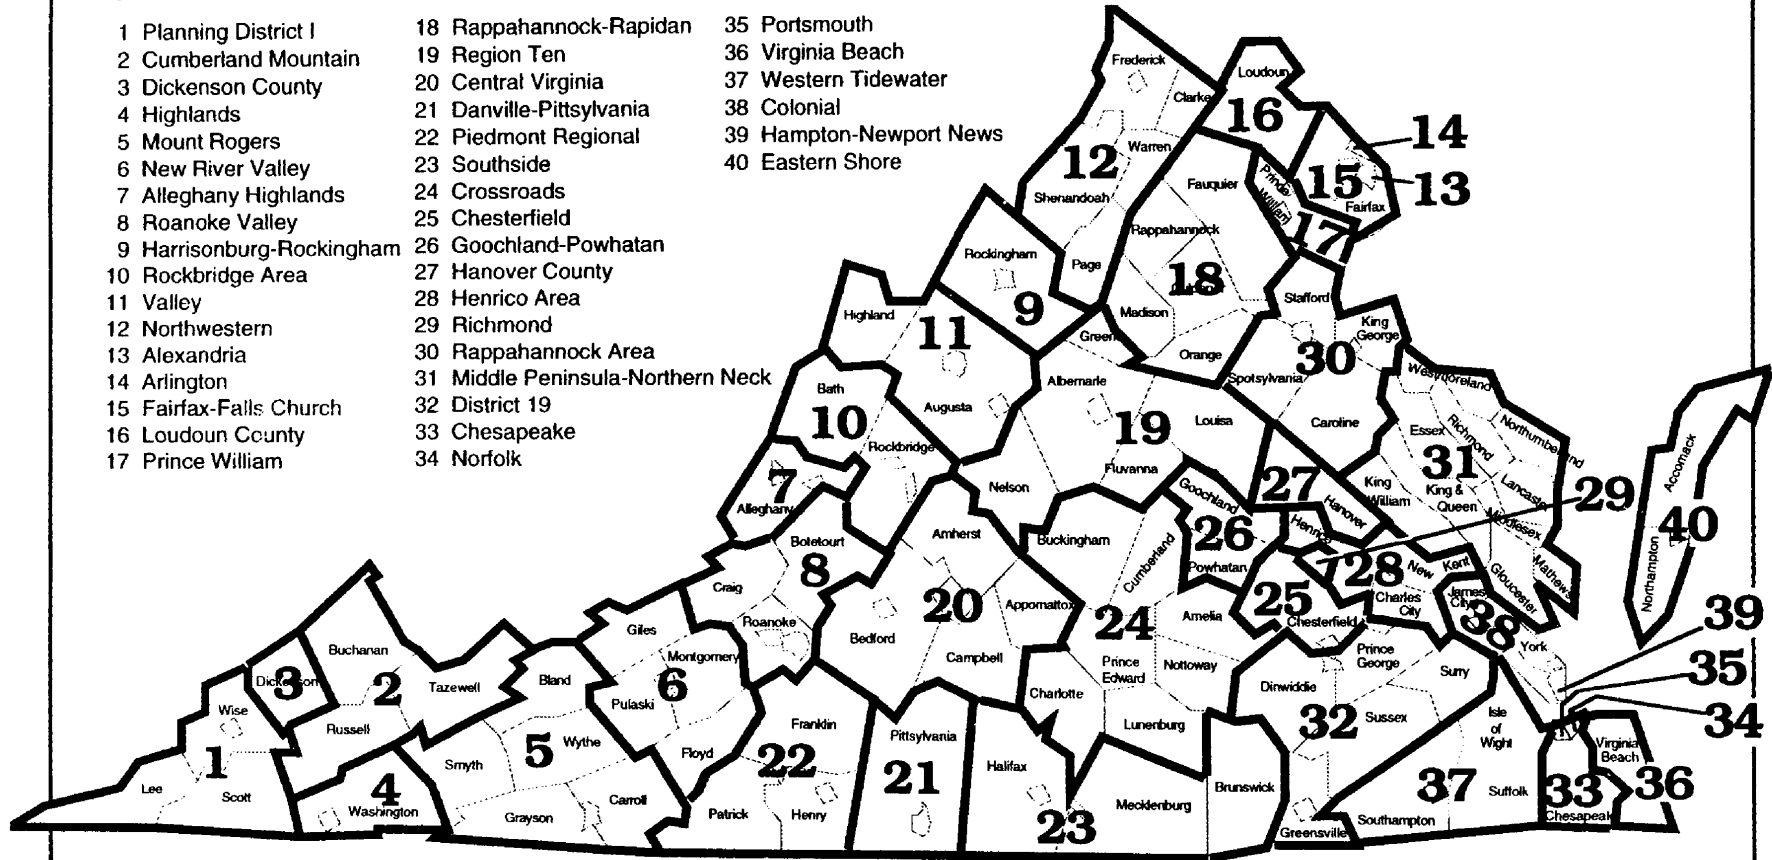 1 Planning District I
2 Cumberland Mountain
3 Dickenson County
4 Highlands
5 Mount Rogers
6 New River Valley
7 Alleghany Highlands
8 Roanoke Valley
9 Harrisonburg-Rockingham
10 Rockbridge Area
11 Valley
12 Northwestern
13 Alexandria
14 Arlington
15 Fairfax-Falls Church
16 Loudoun County
17 Prince William
18 Rappahannock-Rapidan
19 Region Ten
20 Central Virginia
21 Danville-Pittsylvania
22 Piedmont Regional
23 Southside
24 Crossroads
25 Chesterfield
26 Goochland-Powhatan
27 Hanover County
28 Henrico Area
29 Richmond
30 Rappahannock Area
31 Middle Peninsula-Northern Neck
32 District 19
33 Chesapeake
34 Norfolk
35 Portsmouth
36 Virginia Beach
37 Western Tidewater
38 Colonial
39 Hampton-Newport News
40 Eastern Shore
Frederick
Clarke
Loudoun
16
14
12
Warren
Shenandoah
Fauquier
Prince
William
15
13
Fairfax
17
Rappahannock
Rockingham
Page
18
9
Madison
Stafford
Highland
11
Green
Orange
King
George
30
Bath
Augusta
Albemarle
Spotsylvania
Westmoreland
10
Rockbridge
19
Louisa
Caroline
Essex
Richmond
Northumberland
31
Accomack
7
Alleghany
Nelson
Fluvanna
Goochland
27
Hanover
King
William
King &
Queen
Lancaster
29
40
Northampton
Botetourt
8
Amherst
Buckingham
Cumberland
26
Powhatan
Henrico
Middlesex
Mathews
Craig
20
Appomattox
28
New
Kent
Gloucester
Giles
Roanoke
Bedford
24
Amelia
25
Chesterfield
Charles
City
James
City
38
39
Buchanan
Montgomery
Campbell
Prince
Edward
Nottoway
Prince
George
Surry
York
35
3
2
Tazewell
Bland
Pulaski
6
Charlotte
Dinwiddie
34
Wise
Russell
Wythe
Floyd
Franklin
Pittsylvania
Lunenburg
32
Sussex
Isle
of
Wight
Virginia
Beach
1
5
Smyth
22
21
Halifax
37
Suffolk
33
36
Lee
Scott
4
Washington
Grayson
Carroll
Patrick
Henry
23
Mecklenburg
Brunswick
Greensville
Southampton